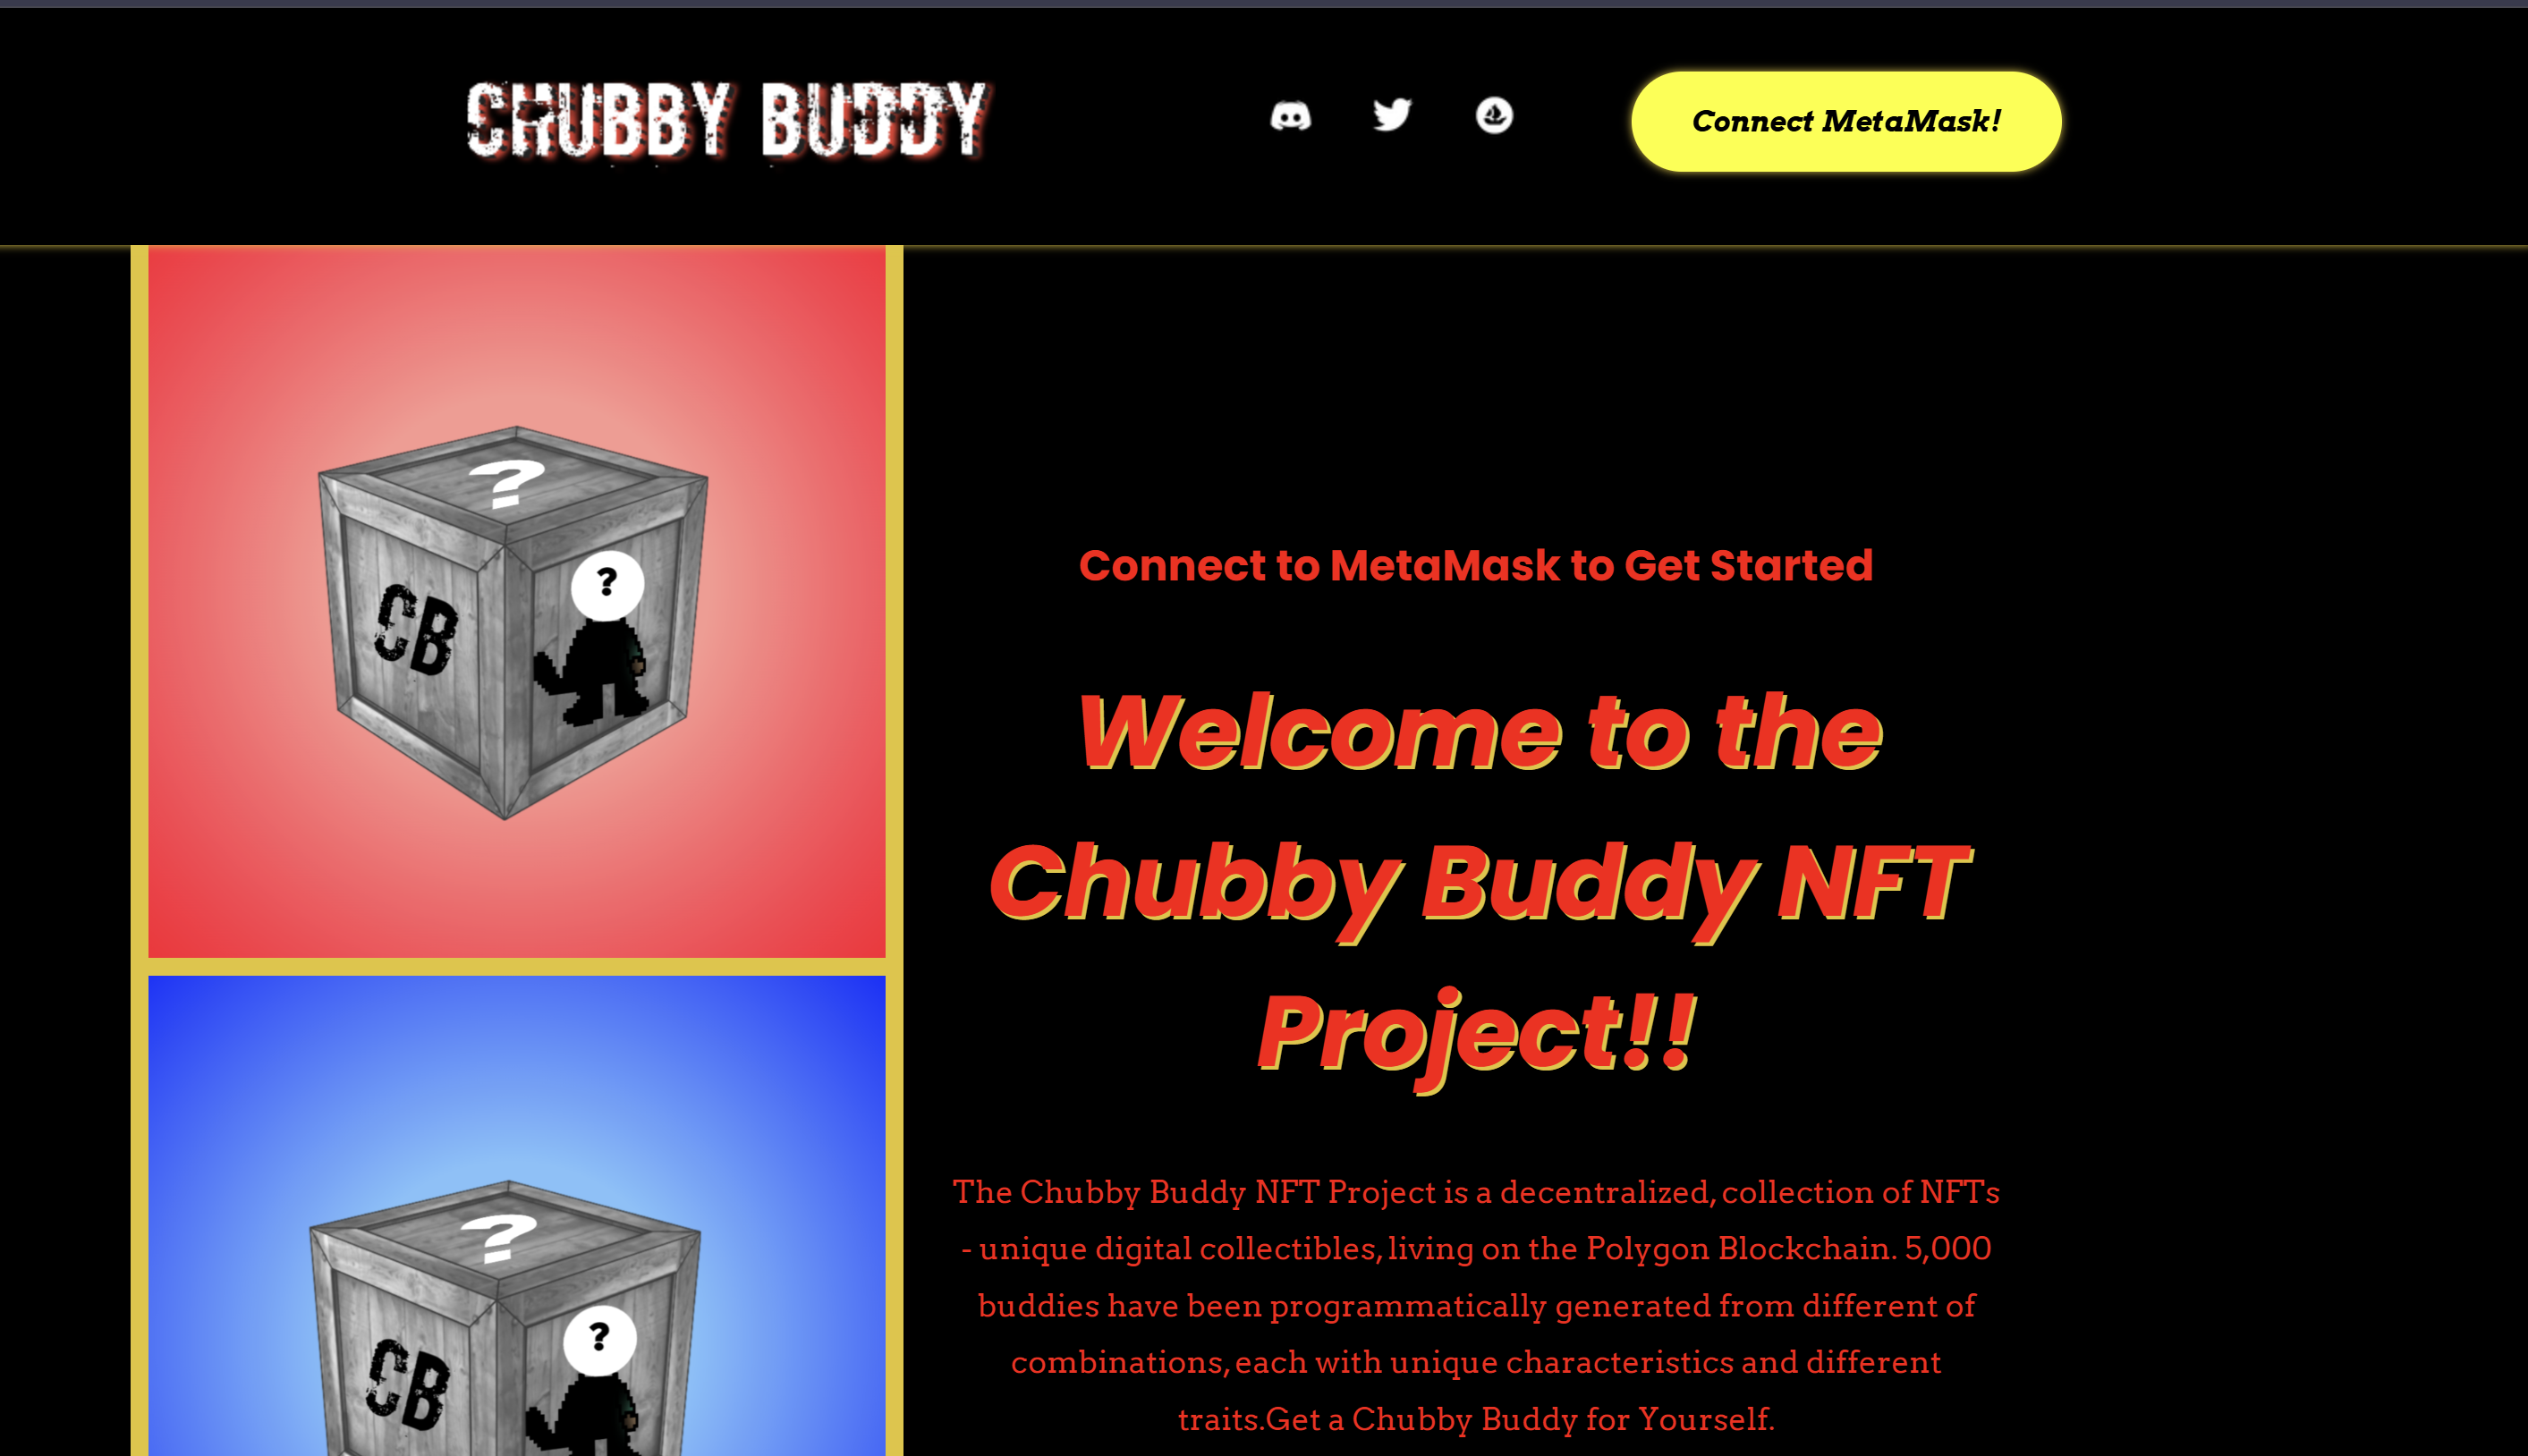 CHUBBY BUDDY
Connect MetaMask!
?
?
CB
Connect to MetaMask to Get Started
Welcome to the
Chubby Buddy NFT
Project!!
The Chubby Buddy NFT Project is a decentralized, collection of NFTs
- unique digital collectibles, living on the Polygon Blockchain. 5,000
buddies have been programmatically generated from different of
combinations, each with unique characteristics and different
traits.Get a Chubby Buddy for Yourself.
?
?
CB